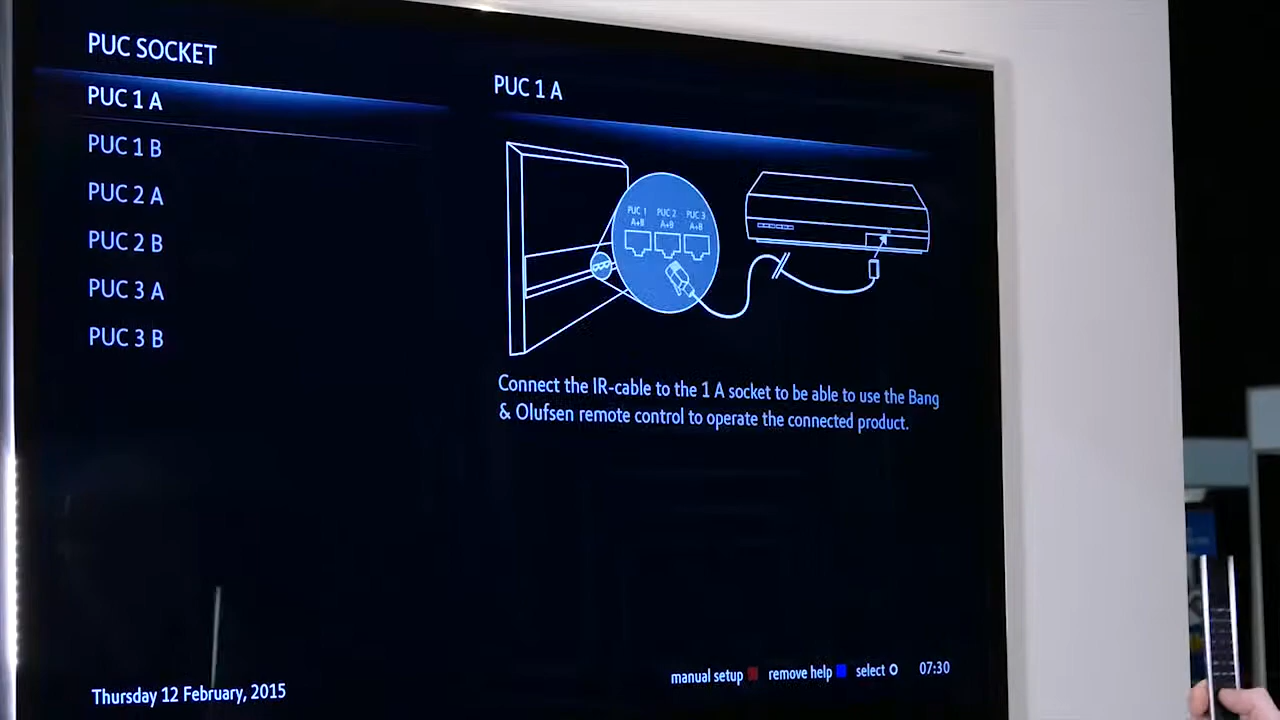 PUC SOCKET
PUC 1 A
PUC 1 B
PUC 2 A
PUC 2 B
PUC 3 A
PUC 3 B
PUC 1 A
PUC 1 PUC 2 PUC 3
A+B A+B A+B
Connect the IR-cable to the 1 A socket to be able to use the Bang
& Olufsen remote control to operate the connected product.
Thursday 12 February, 2015
manual setup remove help select 07:30